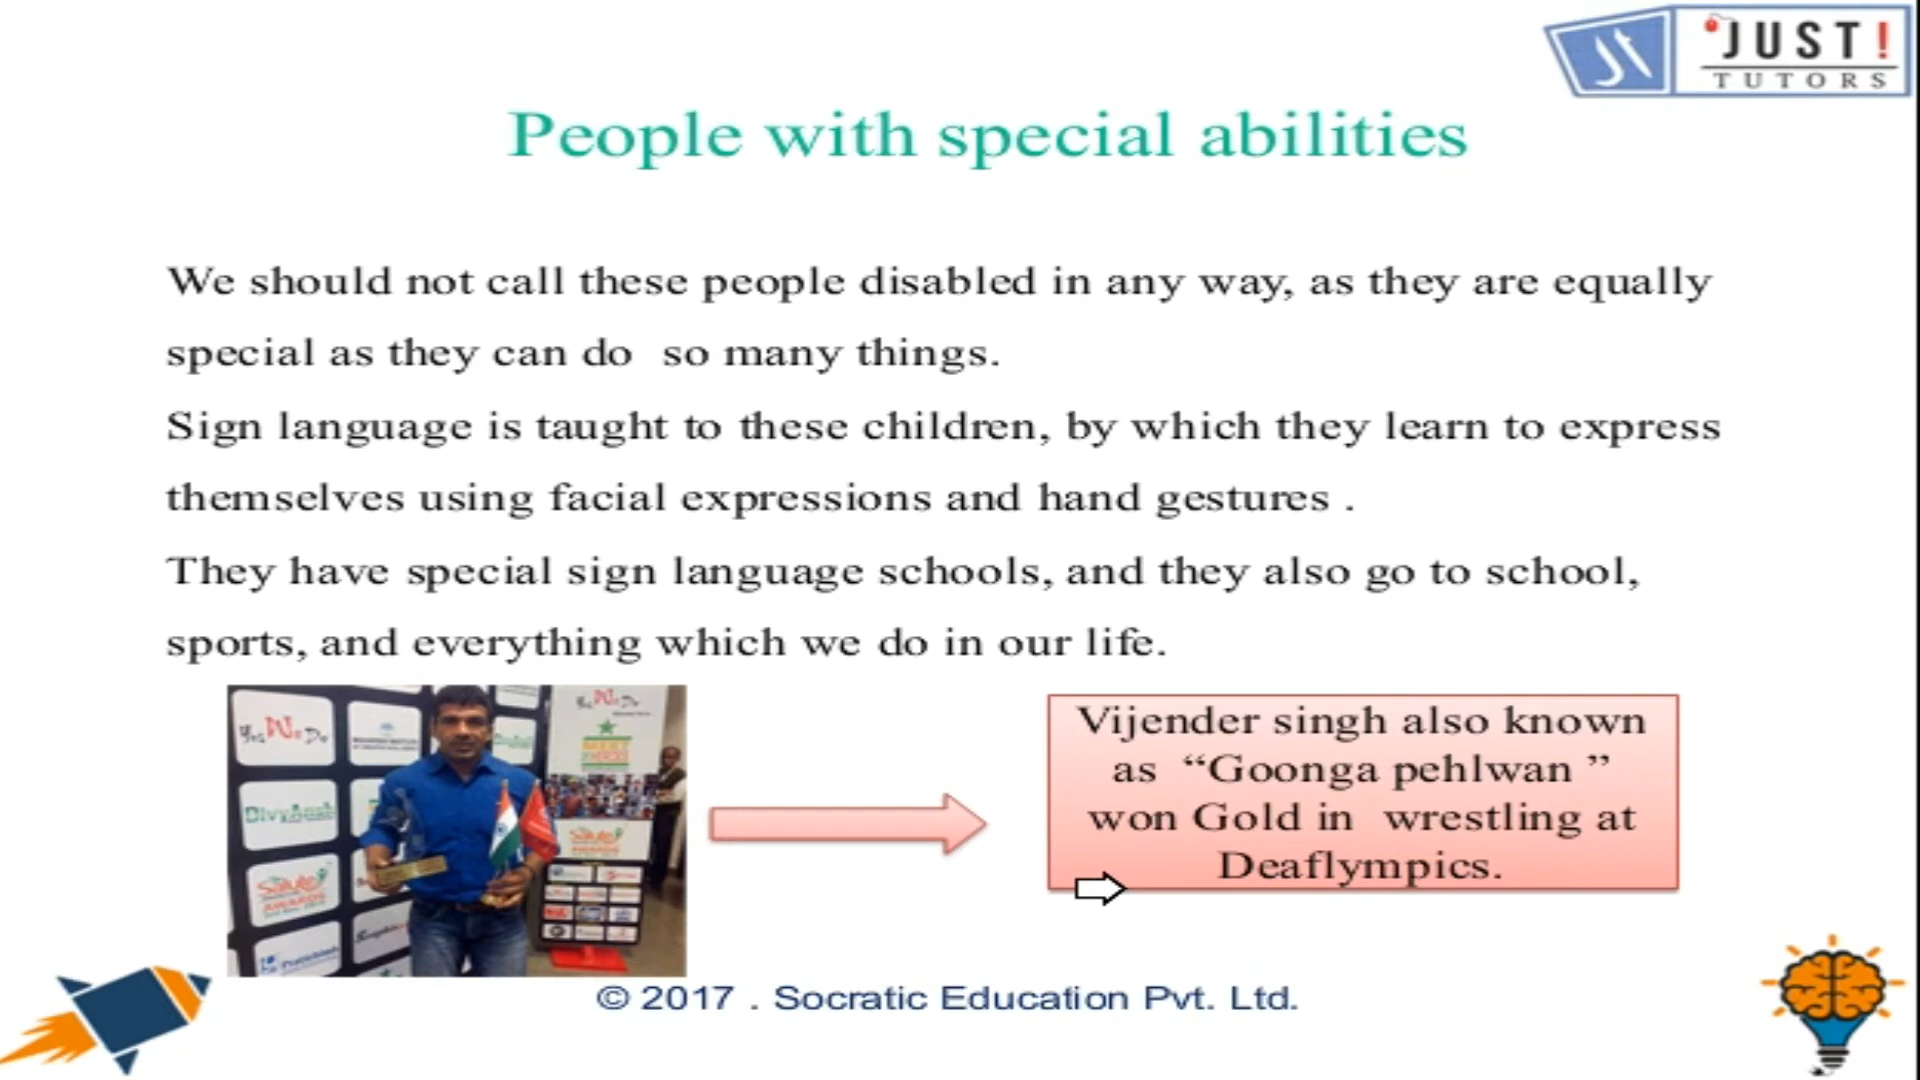 JUST!
TUTORS
People with special abilities
We should not call these people disabled in any way, as they are equally
special as they can do so many things.
Sign language is taught to these children, by which they learn to express
themselves using facial expressions and hand gestures .
They have special sign language schools, and they also go to school,
sports, and everything which we do in our life.
Vijender singh also known
as “Goonga pehlwan ”
won Gold in wrestling at
Deaflympics.
© 2017 . Socratic Education Pvt. Ltd.